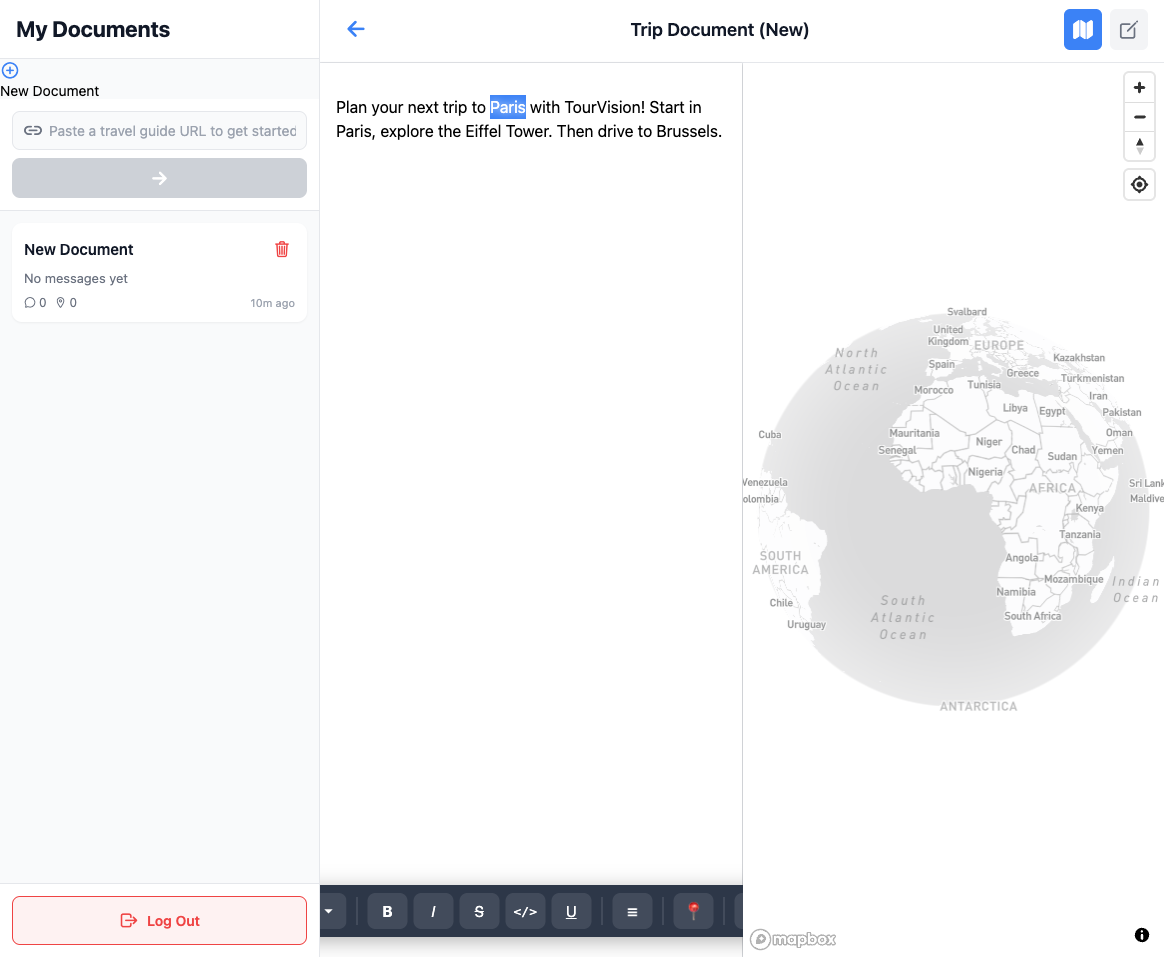 My Documents
New Document
Paste a travel guide URL to get started
New Document
No messages yet
0 0 10m ago
Log Out
Trip Document (New)
Plan your next trip to Paris with TourVision! Start in
Paris, explore the Eiffel Tower. Then drive to Brussels.
B I S </> U
Svalbard
United
Kingdom
EUROPE
North
Atlantic
Ocean
Kazakhstan
Spain
Greece
Turkmenistan
Morocco
Tunisia
Iran
Libya
Egypt
Pakistan
Cuba
Mauritania
Oman
Niger
Senegal
Chad
Sudan
Yemen
Nigeria
Venezuela
AFRICA
Sri Lank
Maldive
olombia
Kenya
Tanzania
SOUTH
AMERICA
Angola
Mozambique
Indian
Ocean
Namibia
Chile
South
Atlantic
Ocean
South Africa
Uruguay
ANTARCTICA
mapbox